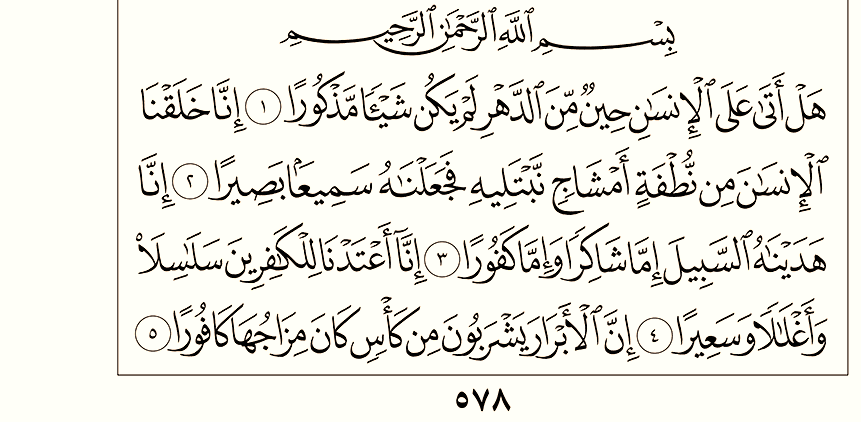 بِسْمِ ٱللَّهِ ٱلرَّحْمَٰنِ ٱلرَّحِيمِ
هَلْ أَتَىٰ عَلَى ٱلْإِنسَٰنِ حِينٌ مِّنَ ٱلدَّهْرِ لَمْ يَكُن شَيْـًٔا مَّذْكُورًا ١ إِنَّا خَلَقْنَا
ٱلْإِنسَٰنَ مِن نُّطْفَةٍ أَمْشَاجٍ نَّبْتَلِيهِ فَجَعَلْنَٰهُ سَمِيعًۢا بَصِيرًا ٢ إِنَّا
هَدَيْنَٰهُ ٱلسَّبِيلَ إِمَّا شَاكِرًا وَإِمَّا كَفُورًا ٣ إِنَّآ أَعْتَدْنَا لِلْكَٰفِرِينَ سَلَٰسِلَا۟
وَأَغْلَٰلًا وَسَعِيرًا ٤ إِنَّ ٱلْأَبْرَارَ يَشْرَبُونَ مِن كَأْسٍ كَانَ مِزَاجُهَا كَافُورًا ٥
٥٧٨